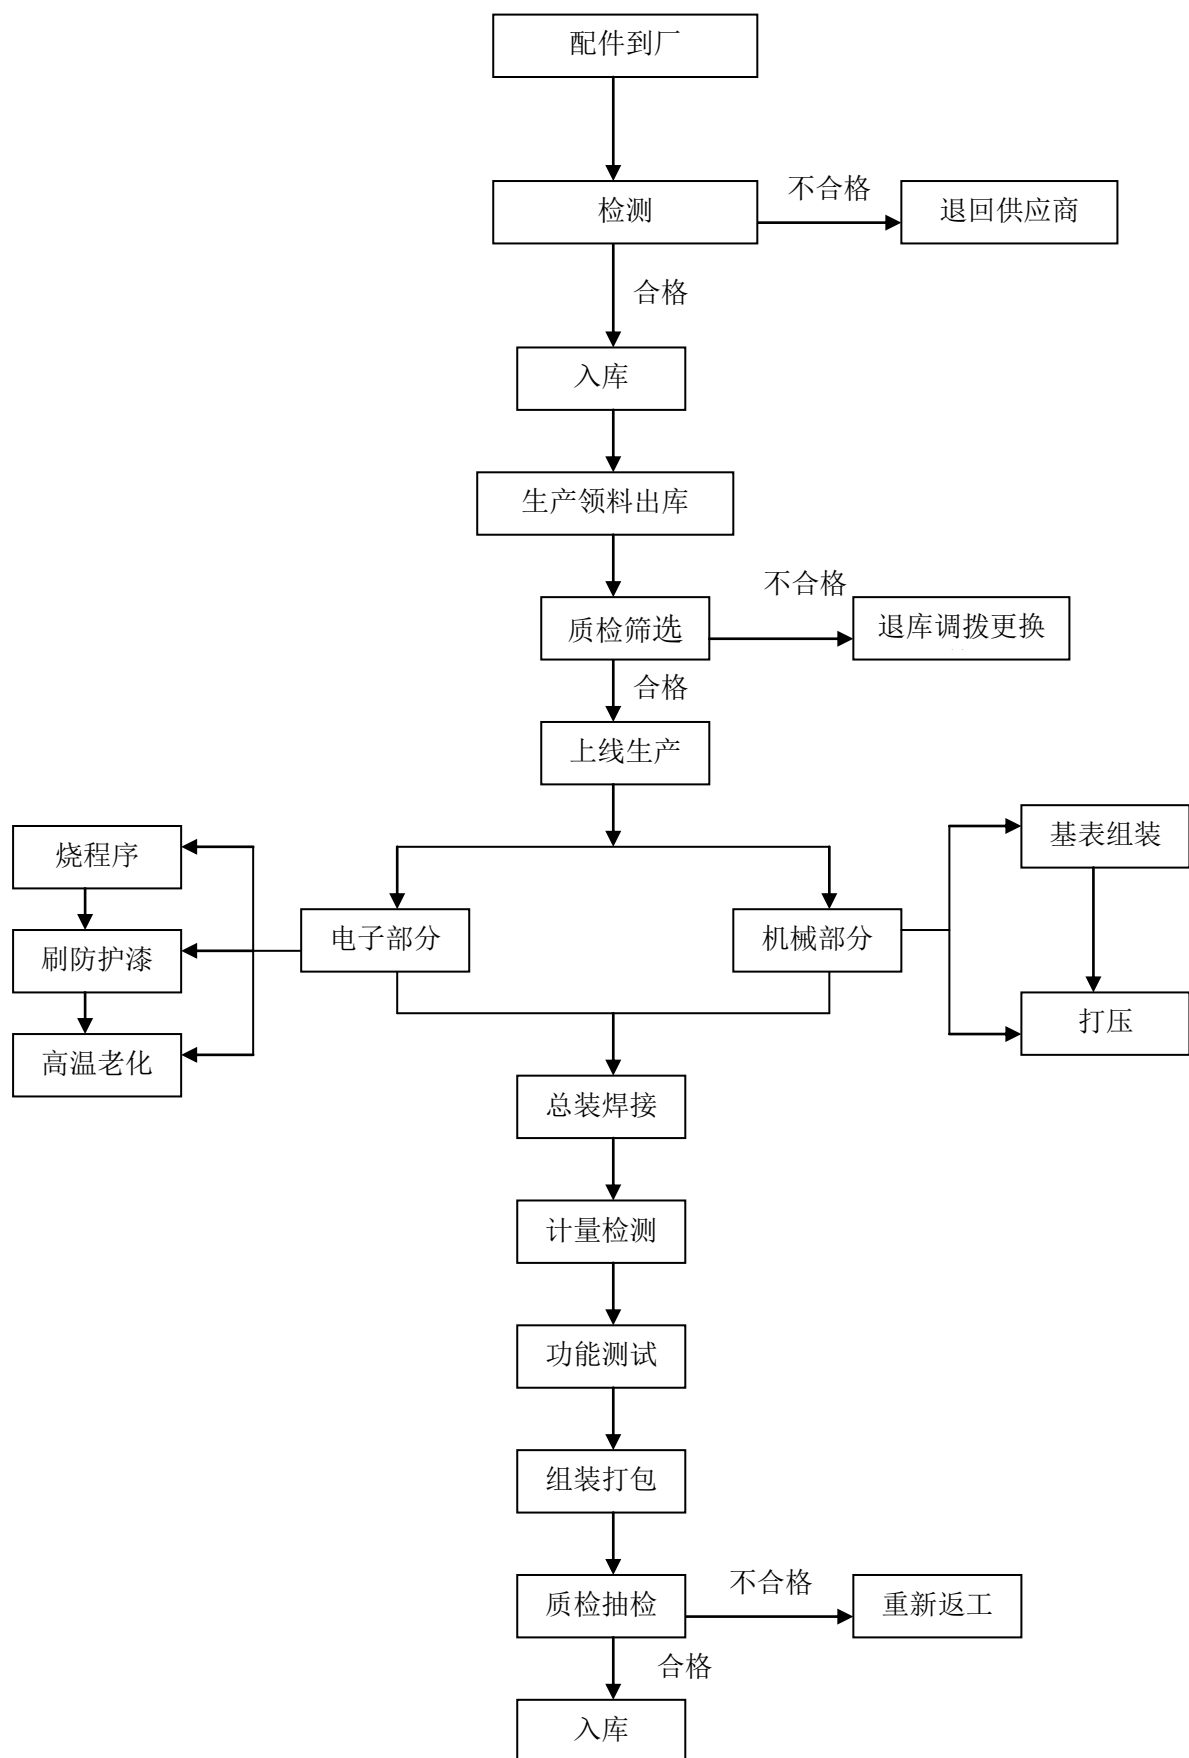 配件到厂
不合格
检测
退回供应商
合格
入库
生产领料出库
不合格
质检筛选
退库调拨更换
合格
上线生产
烧程序
基表组装
电子部分
机械部分
刷防护漆
打压
高温老化
总装焊接
计量检测
功能测试
组装打包
不合格
质检抽检
重新返工
合格
入库